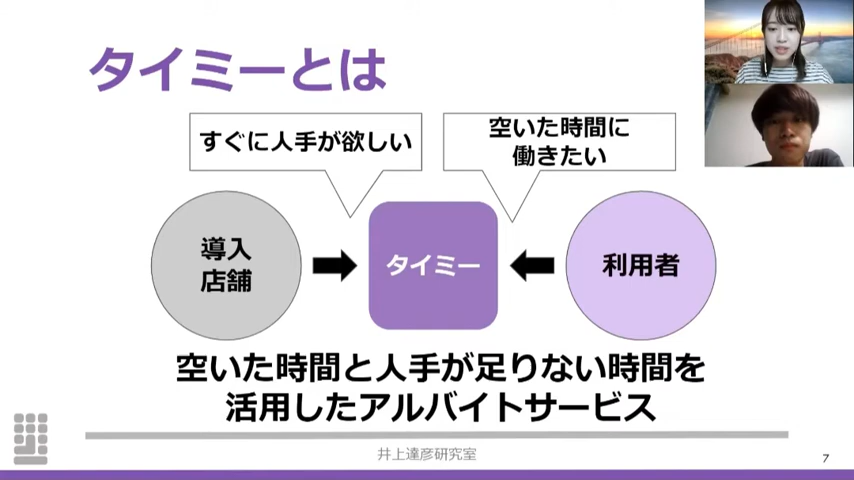 タイミーとは
すぐに人手が欲しい
空いた時間に
働きたい
導入
店舗
タイミー
利用者
空いた時間と人手が足りない時間を
活用したアルバイトサービス
井上達彦研究室
7